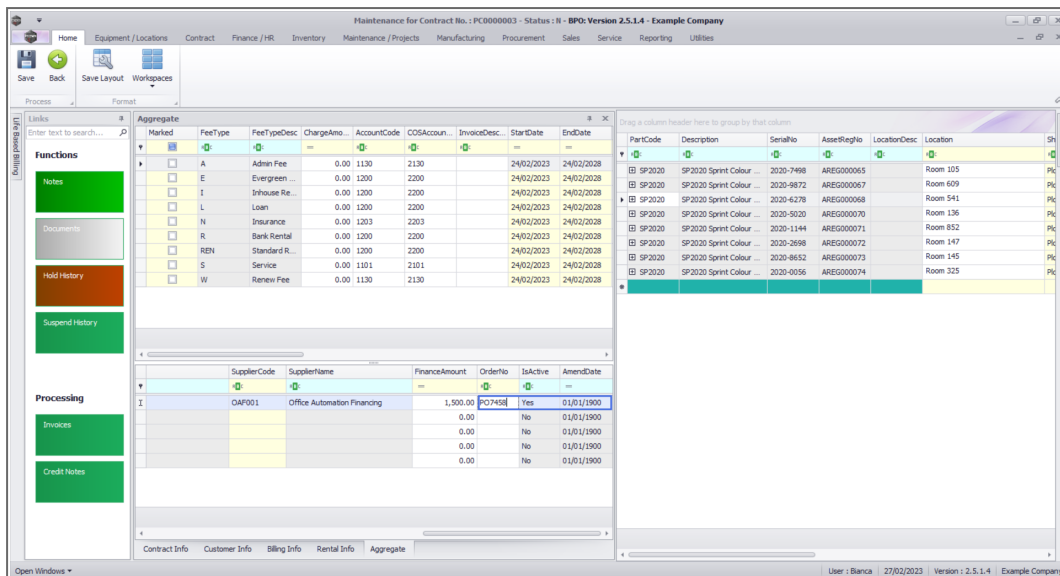 Maintenance for Contract No. : PC0000003 - Status : N - BPO: Version 2.5.1.4 - Example Company
Home Equipment / Locations Contract Finance / HR Inventory Maintenance / Projects Manufacturing Procurement Sales Service Reporting Utilities
Save Back Save Layout Workspaces
Process Format
Life Based Billing
Links
Enter text to search...
Functions
Notes
Documents
Hold History
Suspend History
Processing
Invoices
Credit Notes
Aggregate
Marked FeeType FeeTypeDesc ChargeAmo... AccountCode COSAccoun... InvoiceDesc... StartDate EndDate
A Admin Fee 0.00 1130 2130 24/02/2023 24/02/2028
E Evergreen ... 0.00 1200 2200 24/02/2023 24/02/2028
I Inhouse Re... 0.00 1200 2200 24/02/2023 24/02/2028
L Loan 0.00 1200 2200 24/02/2023 24/02/2028
N Insurance 0.00 1203 2203 24/02/2023 24/02/2028
R Bank Rental 0.00 1200 2200 24/02/2023 24/02/2028
REN Standard R... 0.00 1200 2200 24/02/2023 24/02/2028
S Service 0.00 1101 2101 24/02/2023 24/02/2028
W Renew Fee 0.00 1130 2130 24/02/2023 24/02/2028
SupplierCode SupplierName FinanceAmount OrderNo IsActive AmendDate
OAF001 Office Automation Financing 1,500.00 PO7458 Yes 01/01/1900
0.00 No 01/01/1900
0.00 No 01/01/1900
0.00 No 01/01/1900
0.00 No 01/01/1900
Contract Info Customer Info Billing Info Rental Info Aggregate
Drag a column header here to group by that column
PartCode Description SerialNo AssetRegNo LocationDesc Location Sh
SP2020 SP2020 Sprint Colour ... 2020-7498 AREG000065 Room 105 Plo
SP2020 SP2020 Sprint Colour ... 2020-9872 AREG000067 Room 609 Plo
SP2020 SP2020 Sprint Colour ... 2020-6278 AREG000068 Room 541 Plo
SP2020 SP2020 Sprint Colour ... 2020-5020 AREG000070 Room 136 Plo
SP2020 SP2020 Sprint Colour ... 2020-1144 AREG000071 Room 852 Plo
SP2020 SP2020 Sprint Colour ... 2020-2698 AREG000072 Room 147 Plo
SP2020 SP2020 Sprint Colour ... 2020-8652 AREG000073 Room 145 Plo
SP2020 SP2020 Sprint Colour ... 2020-0056 AREG000074 Room 325 Plo
Open Windows User : Bianca 27/02/2023 Version : 2.5.1.4 Example Company